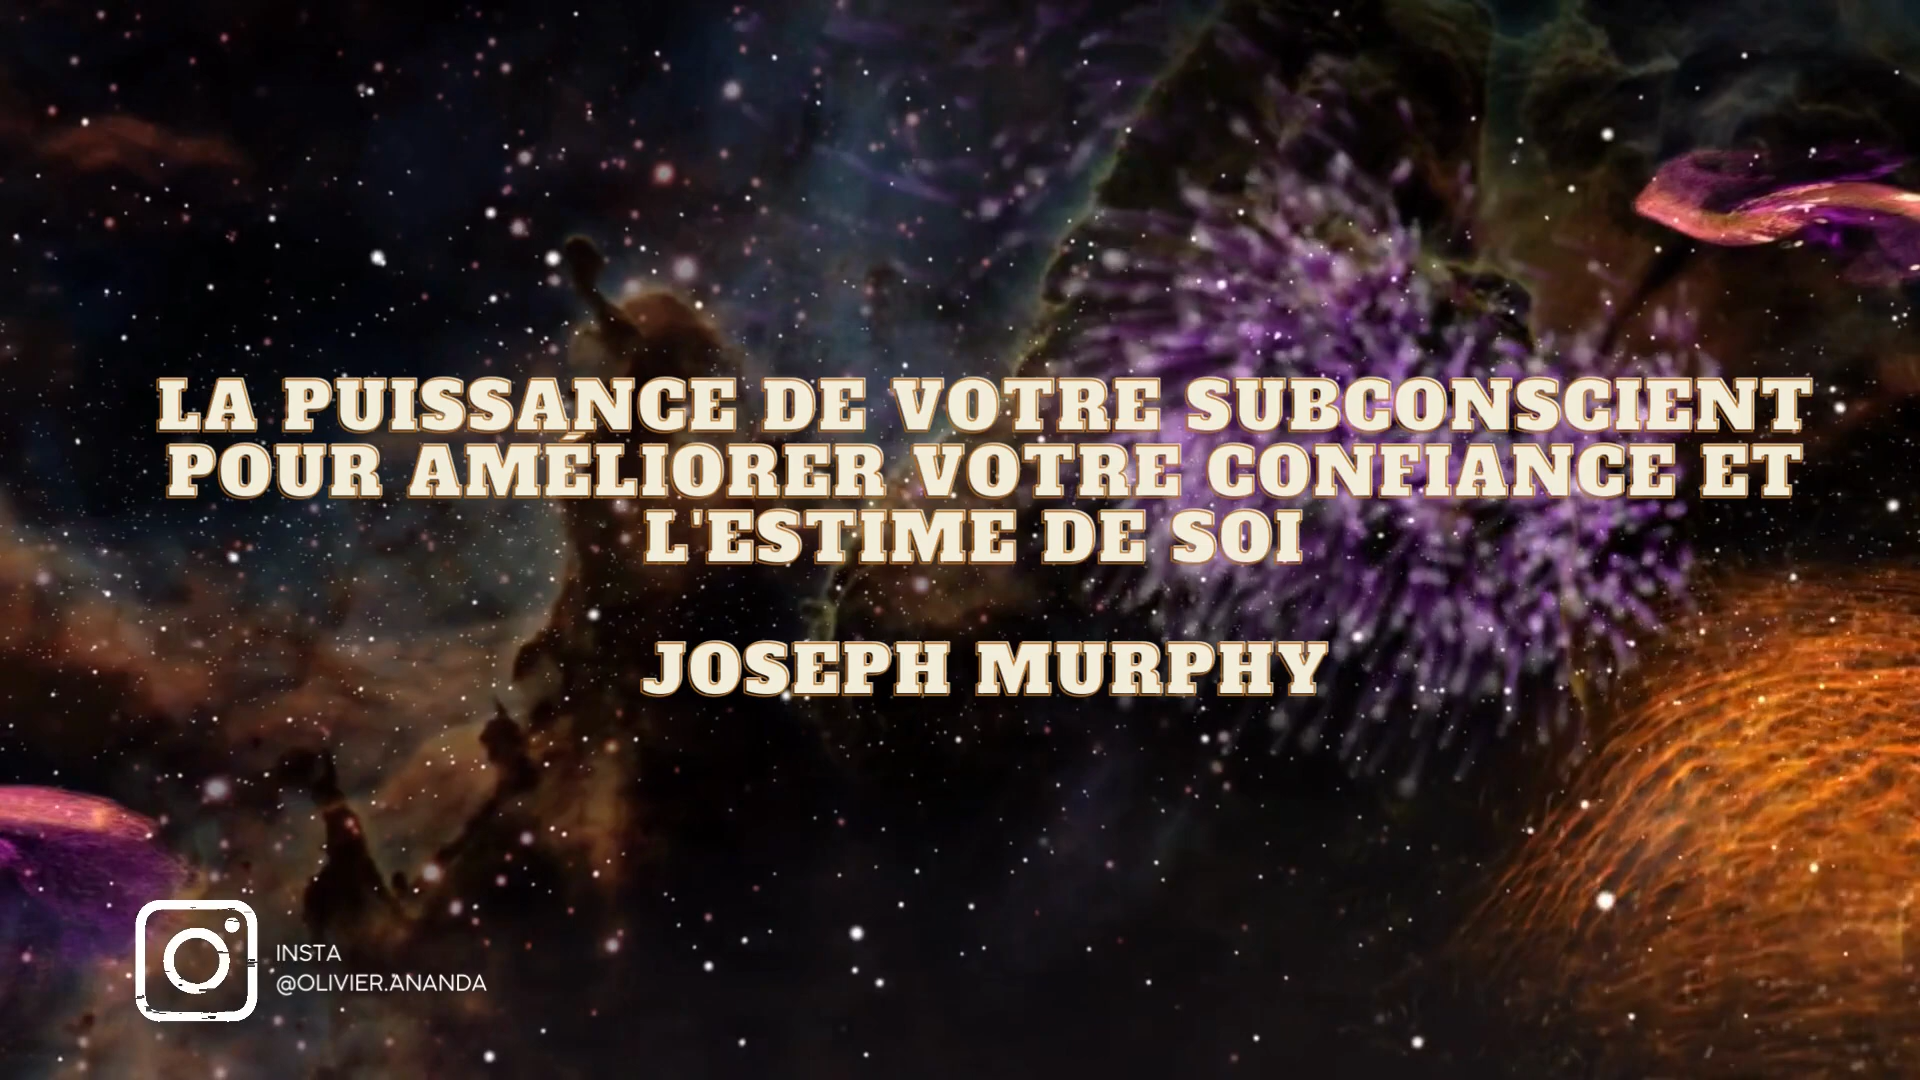 LA PUISSANCE DE VOTRE SUBCONSCIENT
POUR AMÉLIORER VOTRE CONFIANCE ET
L'ESTIME DE SOI
JOSEPH MURPHY
INSTA
@OLIVIER.ANANDA